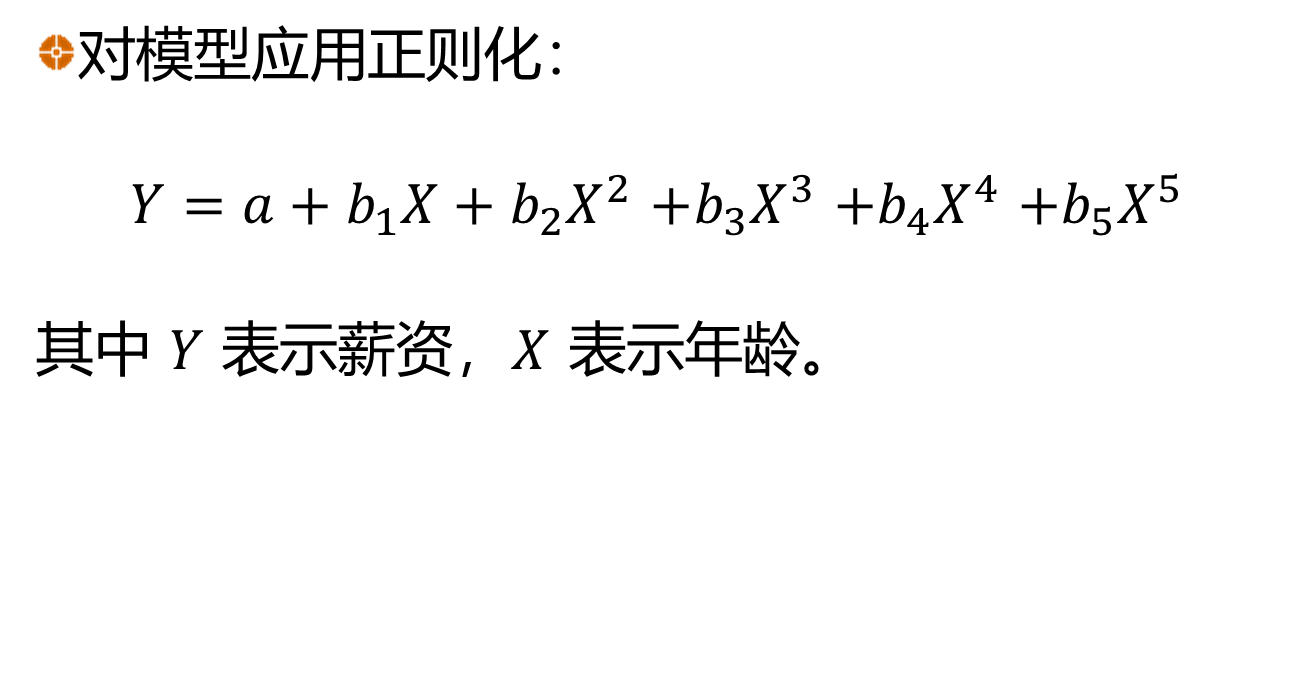 对模型应用正则化：
Y = a + b₁X + b₂X² +b₃X³ +b₄X⁴ +b₅X⁵
其中 Y 表示薪资，X 表示年龄。